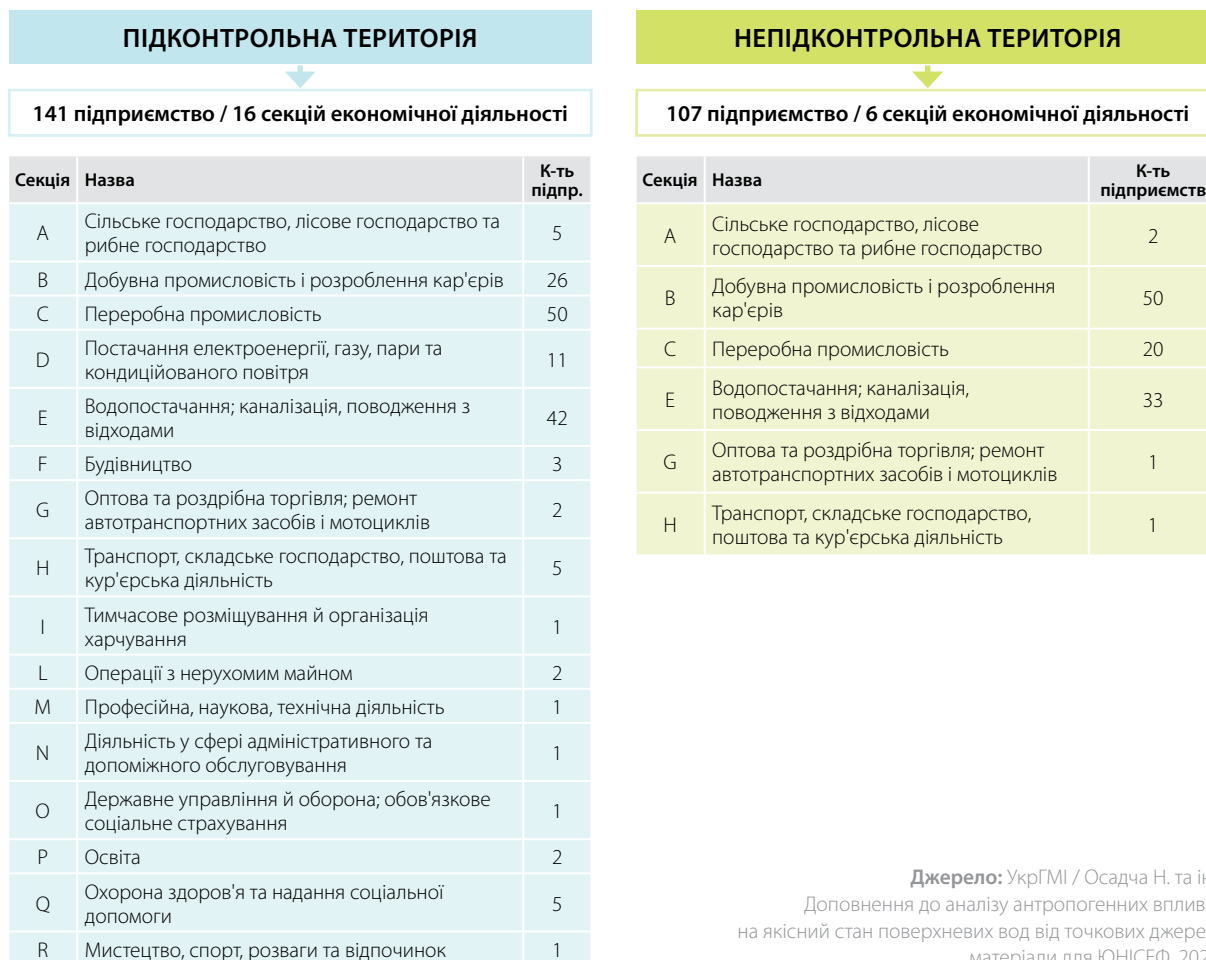 ПІДКОНТРОЛЬНА ТЕРИТОРІЯ
141 підприємство / 16 секцій економічної діяльності
Секція Назва К-ть
підпр.
A Сільське господарство, лісове господарство та
рибне господарство 5
B Добувна промисловість і розроблення кар'єрів 26
C Переробна промисловість 50
D Постачання електроенергії, газу, пари та
кондиційованого повітря 11
E Водопостачання; каналізація, поводження з
відходами 42
F Будівництво 3
G Оптова та роздрібна торгівля; ремонт
автотранспортних засобів і мотоциклів 2
H Транспорт, складське господарство, поштова та
кур'єрська діяльність 5
I Тимчасове розміщування й організація
харчування 1
L Операції з нерухомим майном 2
M Професійна, наукова, технічна діяльність 1
N Діяльність у сфері адміністративного та
допоміжного обслуговування 1
O Державне управління й оборона; обов'язкове
соціальне страхування 1
P Освіта 2
Q Охорона здоров'я та надання соціальної
допомоги 5
R Мистецтво, спорт, розваги та відпочинок 1
НЕПІДКОНТРОЛЬНА ТЕРИТОРІЯ
107 підприємство / 6 секцій економічної діяльності
Секція Назва К-ть
підприємств
A Сільське господарство, лісове
господарство та рибне господарство 2
B Добувна промисловість і розроблення
кар'єрів 50
C Переробна промисловість 20
E Водопостачання; каналізація,
поводження з відходами 33
G Оптова та роздрібна торгівля; ремонт
автотранспортних засобів і мотоциклів 1
H Транспорт, складське господарство,
поштова та кур'єрська діяльність 1
Джерело: УкрГМІ / Осадча Н. та
Доповнення до аналізу антропогенних
на якісний стан поверхневих вод від точкових
матеріали для ЮНІСЕФ,